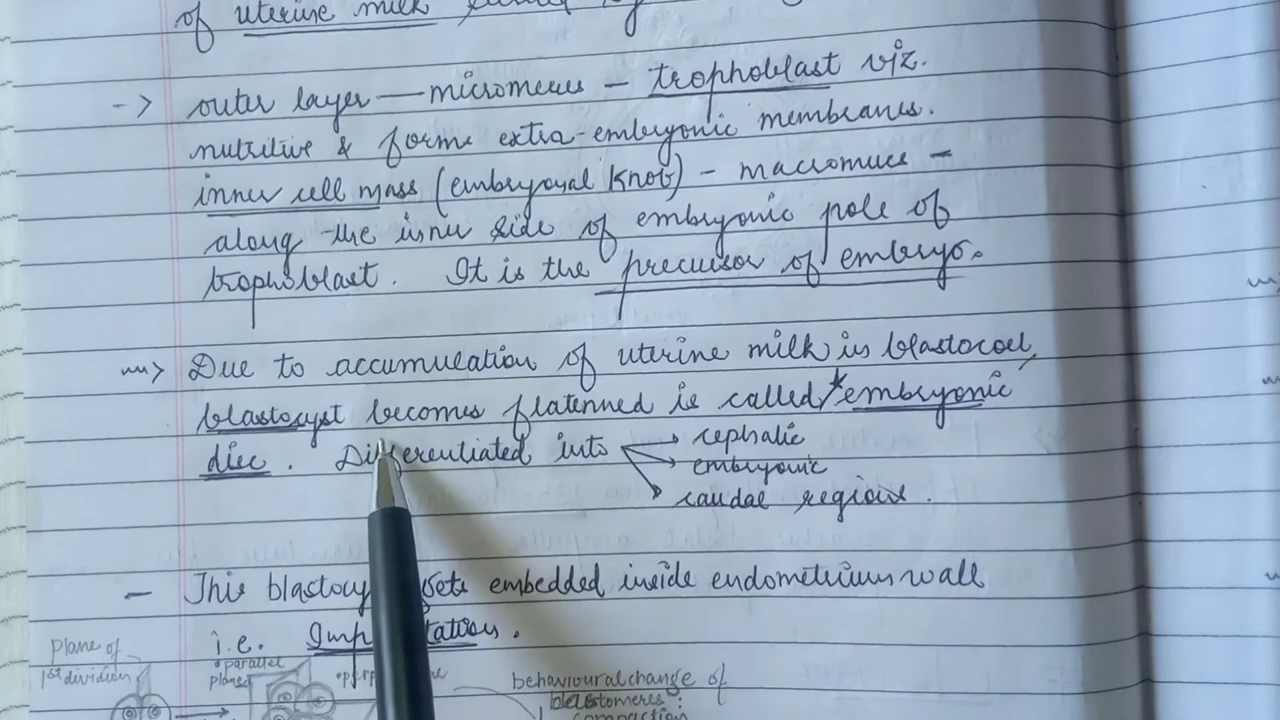 of uterine milk
-> outer layer — micromeres - trophoblast viz.
nutritive & forms extra-embryonic membranes.
inner cell mass (embryonal knob) - macromeres -
along the inner side of embryonic pole of
trophoblast. It is the precursor of embryo.
Due to accumulation of uterine milk in blastocoel,
blastocyst becomes flatenned is called *embryonic
disc. Differentiated into → cephalic
→ embryonic
→ caudal regions.
- This blastocyst gets embedded inside endometrium wall
i.e. Implantation.
plane of
1st division
• parallel
plane
behavioural change of
blastomeres:
compaction